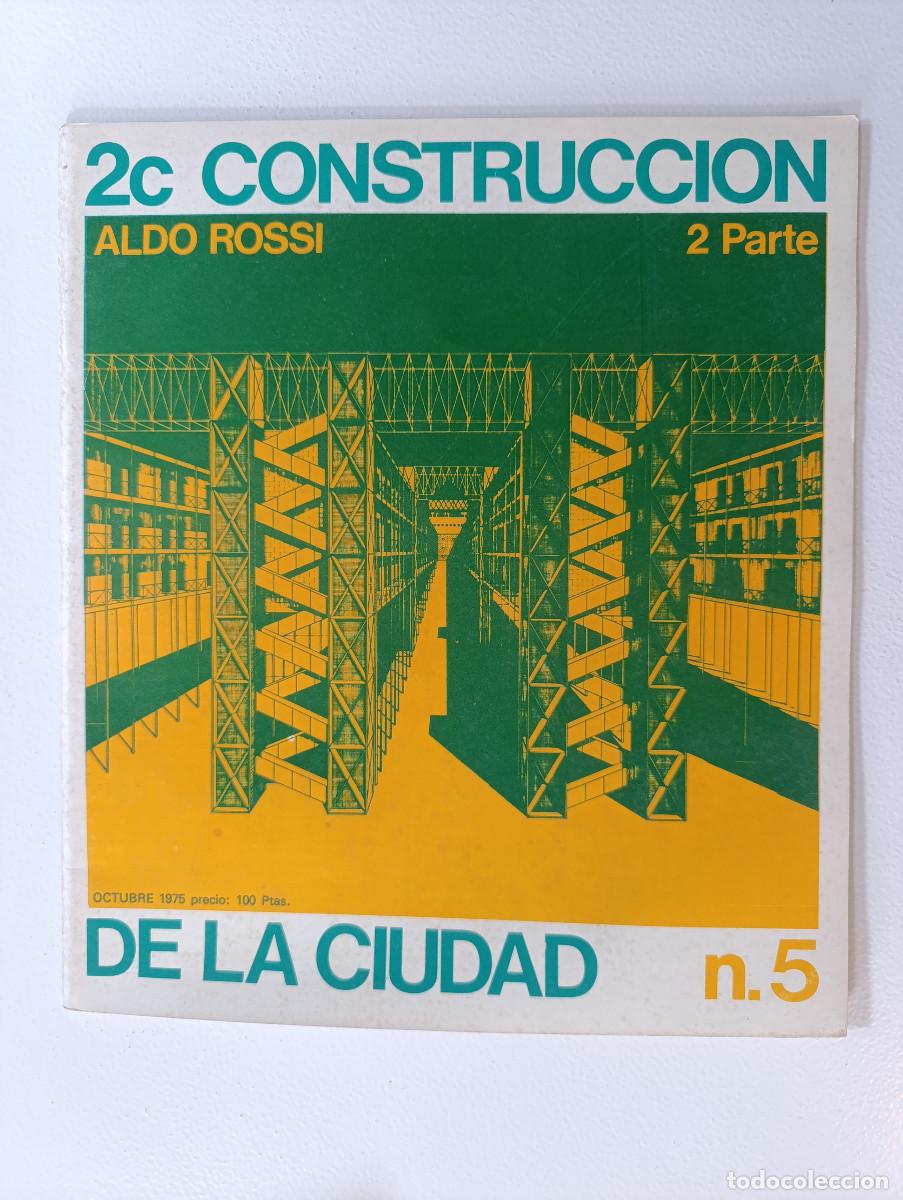 2c CONSTRUCCION
ALDO ROSSI 2 Parte
OCTUBRE 1975 precio: 100 Ptas.
DE LA CIUDAD n.5
todocoleccion